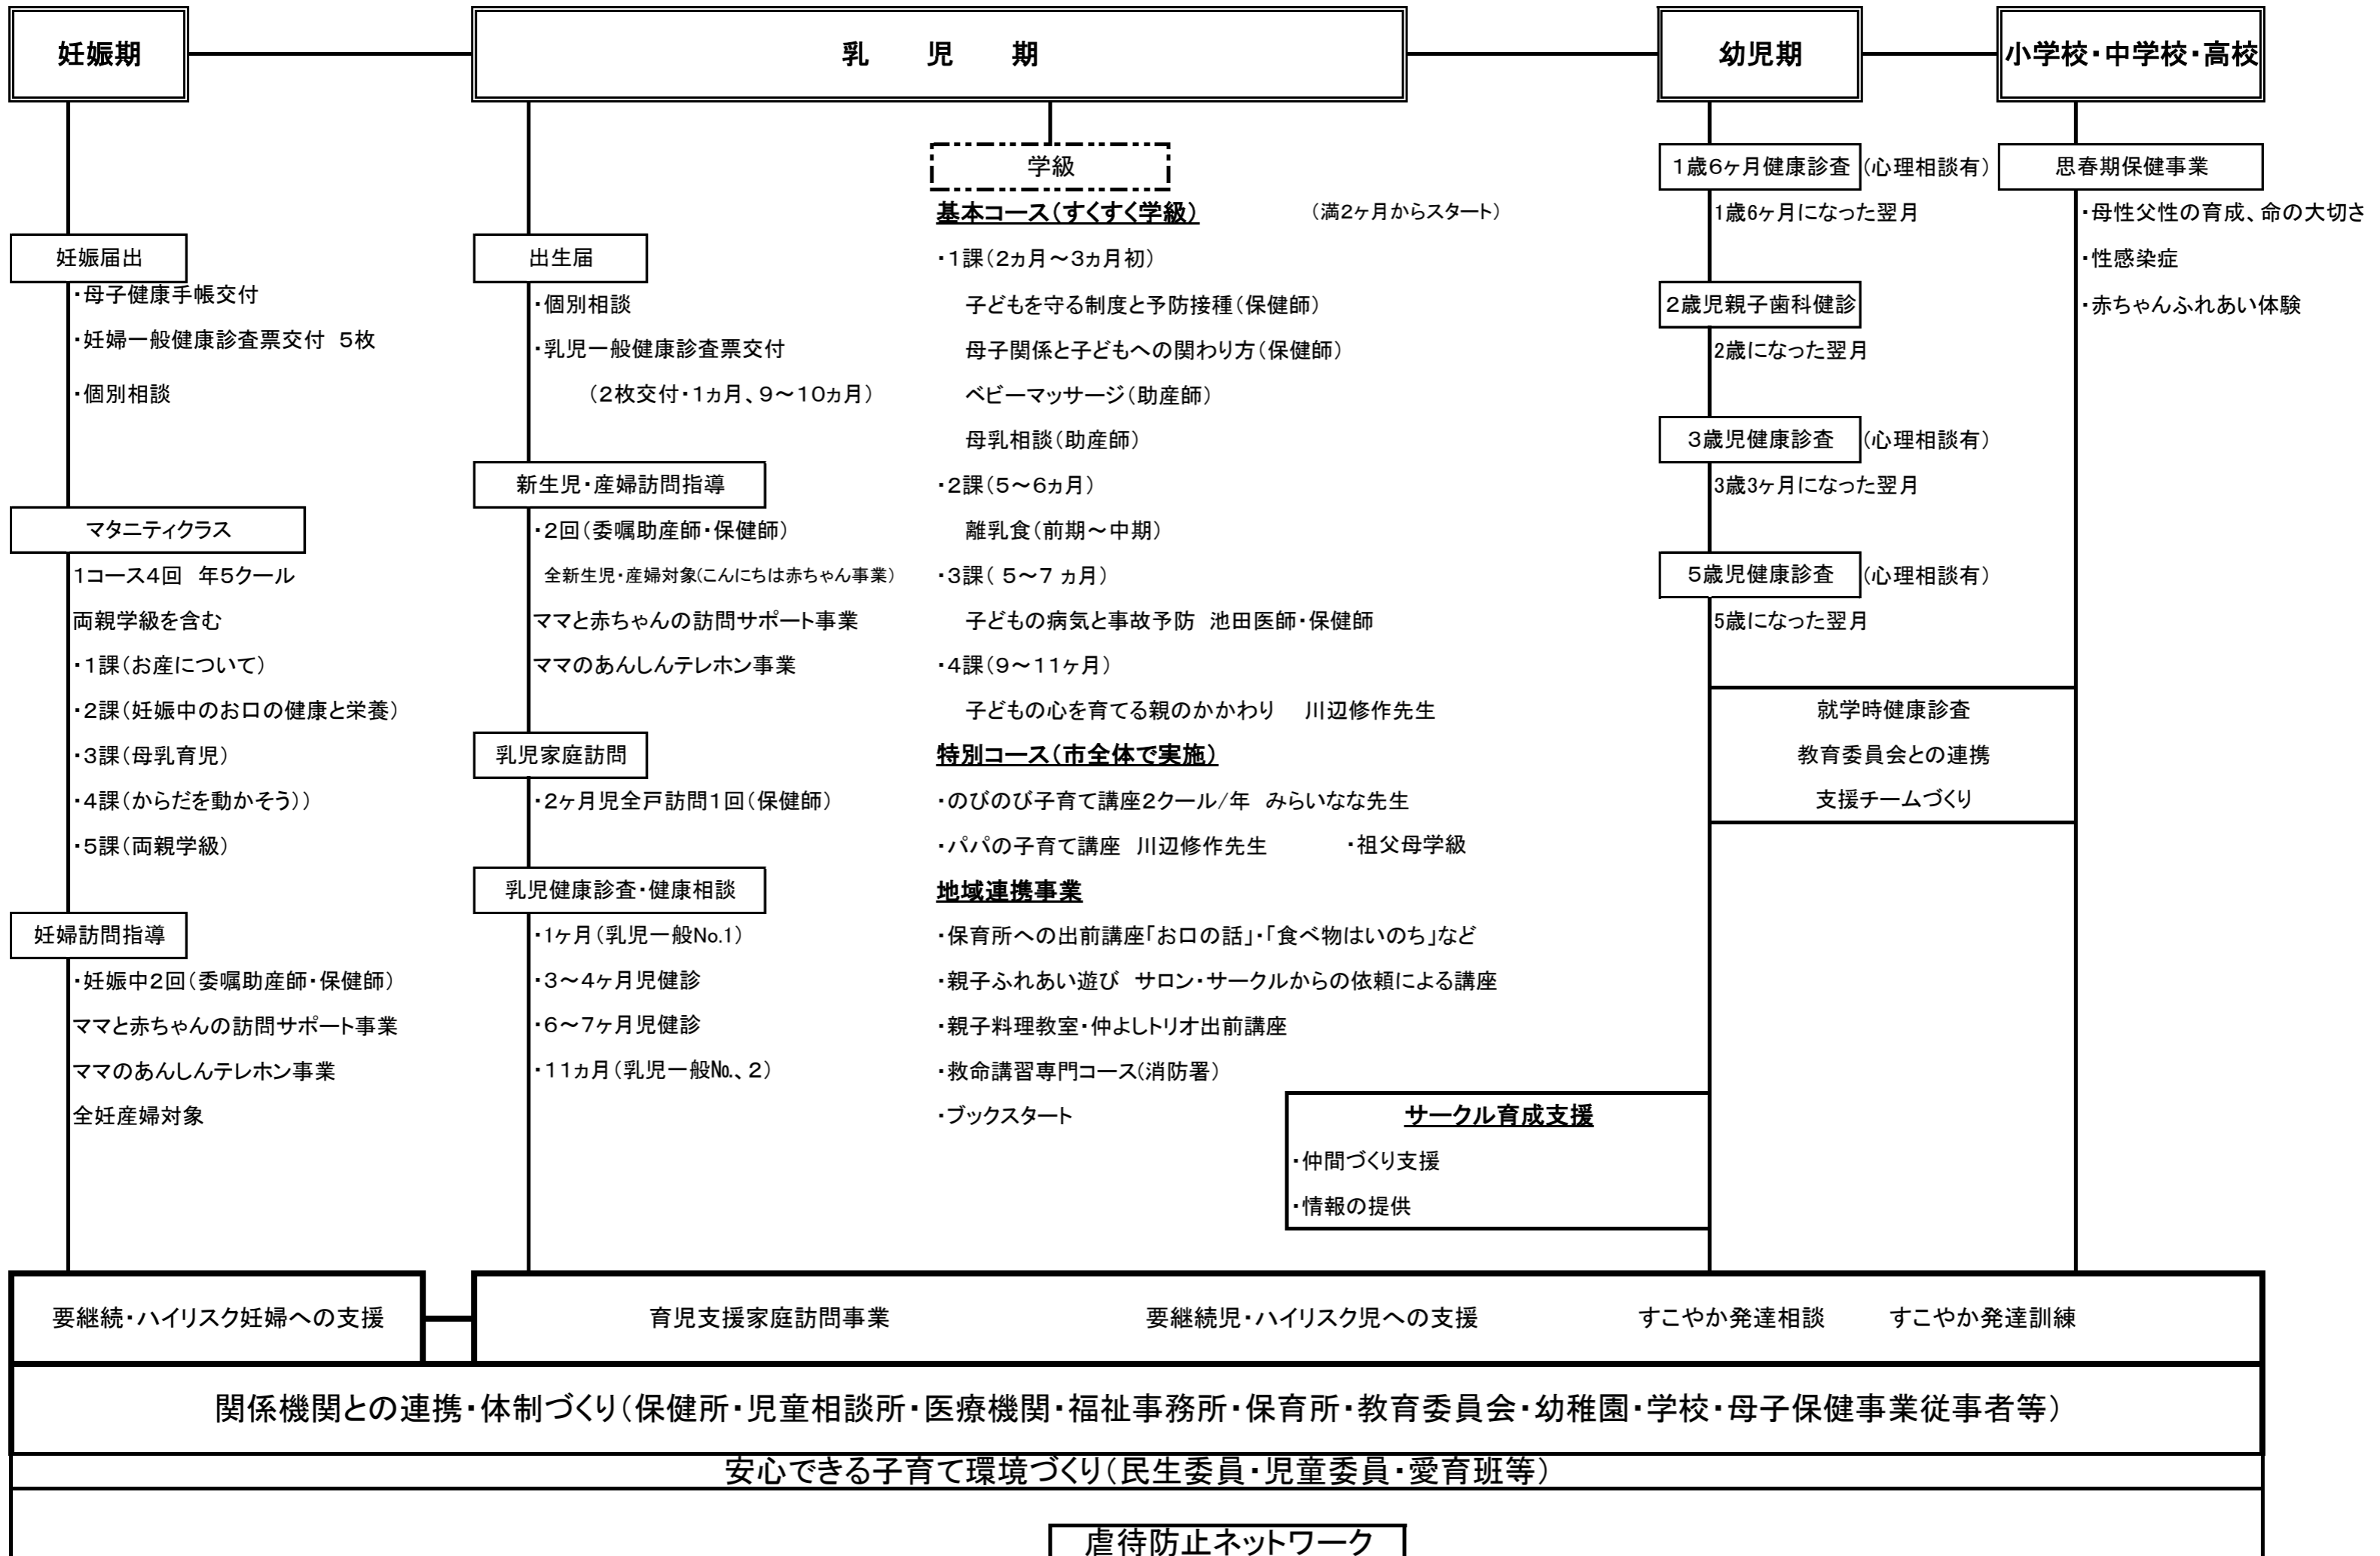 妊娠期
乳　児　期
幼児期
小学校・中学校・高校
妊娠届出
・母子健康手帳交付
・妊婦一般健康診査票交付　5枚
・個別相談
マタニティクラス
1コース4回　年5クール
両親学級を含む
・1課(お産について)
・2課(妊娠中のお口の健康と栄養)
・3課(母乳育児)
・4課(からだを動かそう))
・5課(両親学級)
妊婦訪問指導
・妊娠中2回(委嘱助産師・保健師)
ママと赤ちゃんの訪問サポート事業
ママのあんしんテレホン事業
全妊産婦対象
出生届
・個別相談
・乳児一般健康診査票交付
(2枚交付・1ヵ月、9～10ヵ月)
新生児・産婦訪問指導
・2回(委嘱助産師・保健師)
全新生児・産婦対象(こんにちは赤ちゃん事業)
ママと赤ちゃんの訪問サポート事業
ママのあんしんテレホン事業
乳児家庭訪問
・2ヶ月児全戸訪問1回(保健師)
乳児健康診査・健康相談
・1ヶ月(乳児一般No.1)
・3～4ヶ月児健診
・6～7ヶ月児健診
・11ヵ月(乳児一般№.、2)
学級
基本コース(すくすく学級)　(満2ヶ月からスタート)
・1課(2ヵ月～3ヵ月初)
子どもを守る制度と予防接種(保健師)
母子関係と子どもへの関わり方(保健師)
ベビーマッサージ(助産師)
母乳相談(助産師)
・2課(5～6ヵ月)
離乳食(前期～中期)
・3課( 5～7 ヵ月)
子どもの病気と事故予防　池田医師・保健師
・4課(9～11ヶ月)
子どもの心を育てる親のかかわり　川辺修作先生
特別コース(市全体で実施)
・のびのび子育て講座2クール/年　みらいなな先生
・パパの子育て講座　川辺修作先生　・祖父母学級
地域連携事業
・保育所への出前講座「お口の話」・「食べ物はいのち」など
・親子ふれあい遊び　サロン・サークルからの依頼による講座
・親子料理教室・仲よしトリオ出前講座
・救命講習専門コース(消防署)
・ブックスタート
サークル育成支援
・仲間づくり支援
・情報の提供
1歳6ヶ月健康診査　(心理相談有)
1歳6ヶ月になった翌月
2歳児親子歯科健診
2歳になった翌月
3歳児健康診査　(心理相談有)
3歳3ヶ月になった翌月
5歳児健康診査　(心理相談有)
5歳になった翌月
就学時健康診査
教育委員会との連携
支援チームづくり
思春期保健事業
・母性父性の育成、命の大切さ
・性感染症
・赤ちゃんふれあい体験
要継続・ハイリスク妊婦への支援
育児支援家庭訪問事業　要継続児・ハイリスク児への支援　すこやか発達相談　すこやか発達訓練
関係機関との連携・体制づくり(保健所・児童相談所・医療機関・福祉事務所・保育所・教育委員会・幼稚園・学校・母子保健事業従事者等)
安心できる子育て環境づくり(民生委員・児童委員・愛育班等)
虐待防止ネットワーク